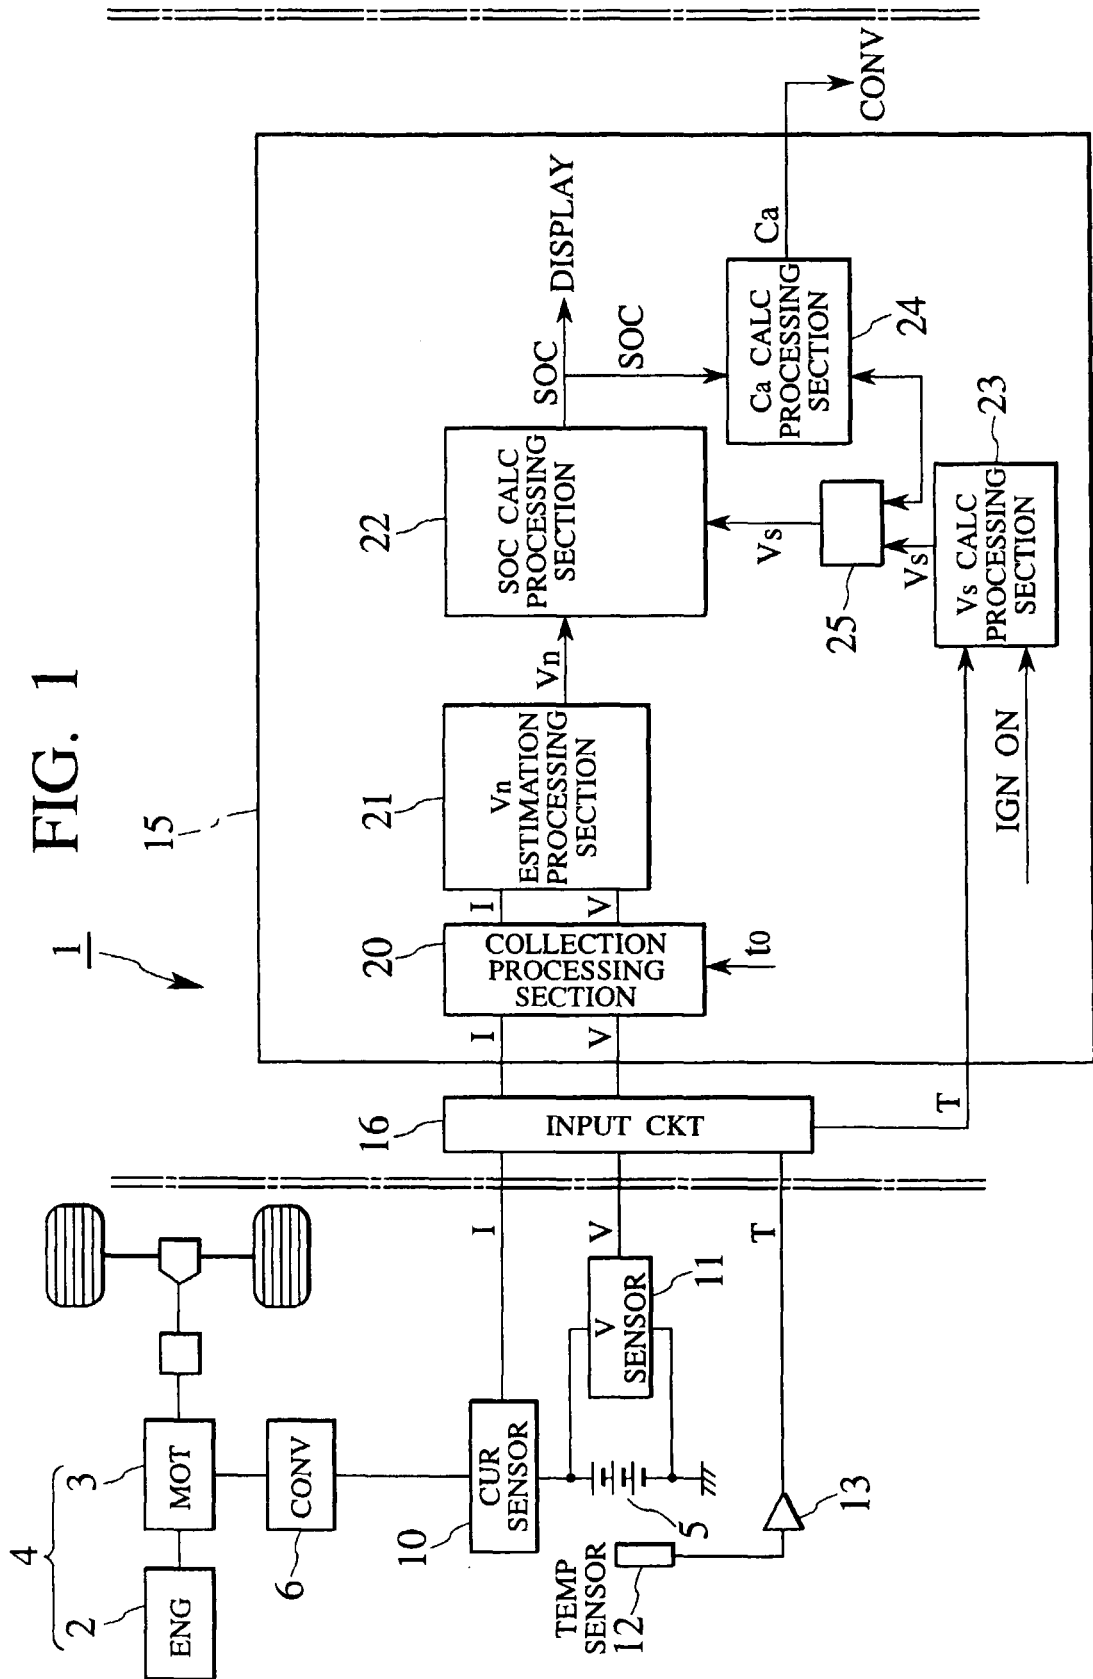 FIG. 1
1
15
4
2
3
ENG
MOT
6
CONV
10
CUR
SENSOR
I
5
V
SENSOR
11
V
TEMP
SENSOR
12
13
T
16
INPUT CKT
I
V
T
20
COLLECTION
PROCESSING
SECTION
t0
I
V
21
Vn
ESTIMATION
PROCESSING
SECTION
Vn
22
SOC CALC
PROCESSING
SECTION
SOC
DISPLAY
SOC
Vs
25
Vs
IGN ON
Vs CALC
PROCESSING
SECTION
23
Ca CALC
PROCESSING
SECTION
24
Ca
CONV